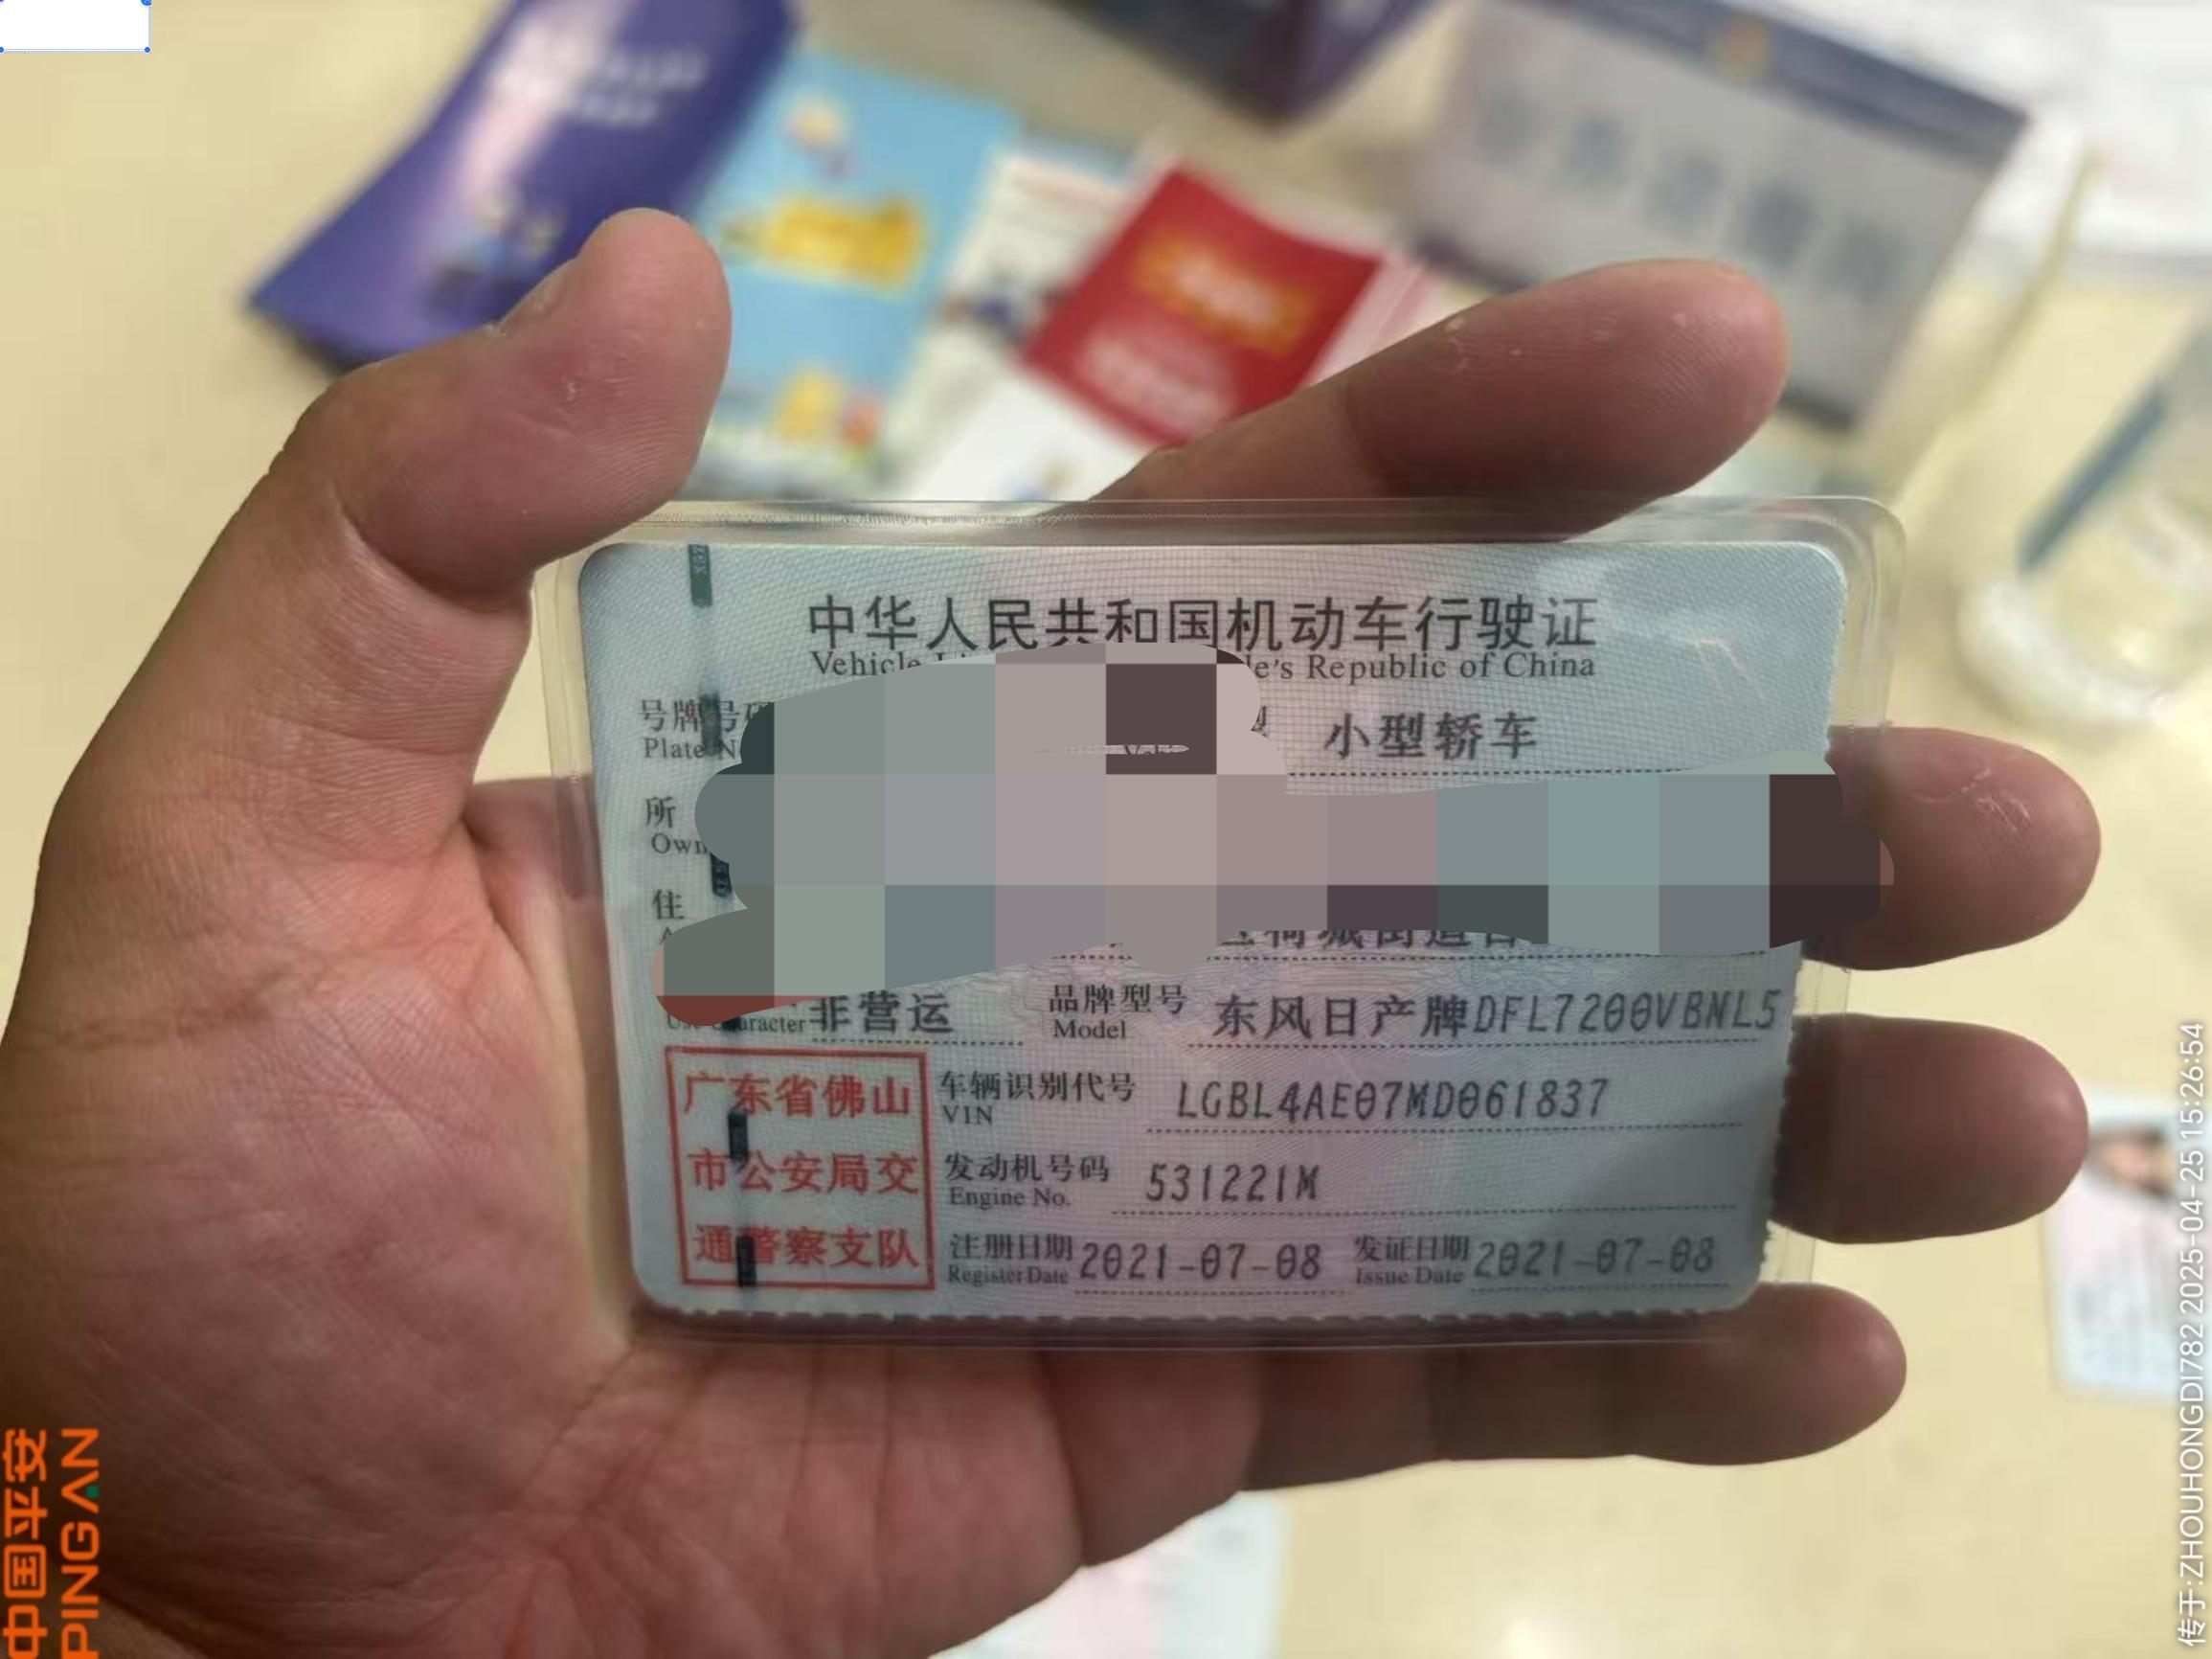 中华人民共和国机动车行驶证
Vehicle
le's Republic of China
号牌号
Plate N
小型轿车
所
Own
住
非营运
品牌型号
Model
东风日产牌DFL7200VBNL5
广东省佛山
市公安局交
通警察支队
车辆识别代号
VIN
LGBL4AE07MD061837
发动机号码
Engine No.
531221M
注册日期
Register Date
2021-07-08
发证日期
Issue Date
2021-07-08
中国平安
PING AN
传于:ZHOUHONGDI782 2025-04-25 15:26:54